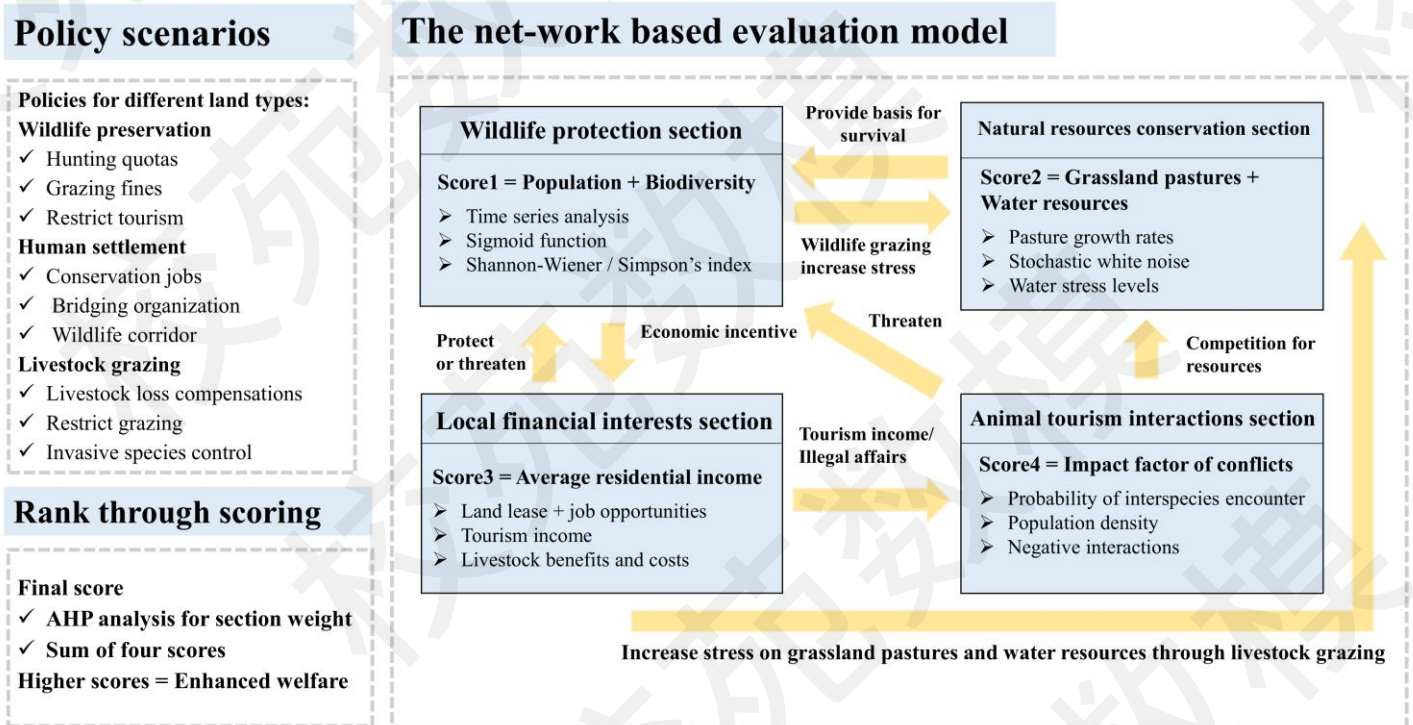 Policy scenarios
Policies for different land types:
Wildlife preservation
✓ Hunting quotas
✓ Grazing fines
✓ Restrict tourism
Human settlement
✓ Conservation jobs
✓ Bridging organization
✓ Wildlife corridor
Livestock grazing
✓ Livestock loss compensations
✓ Restrict grazing
✓ Invasive species control
Rank through scoring
Final score
✓ AHP analysis for section weight
✓ Sum of four scores
Higher scores = Enhanced welfare
The net-work based evaluation model
Wildlife protection section
Score1 = Population + Biodiversity
➢ Time series analysis
➢ Sigmoid function
➢ Shannon-Wiener / Simpson's index
Provide basis for
survival
Wildlife grazing
increase stress
Natural resources conservation section
Score2 = Grassland pastures +
Water resources
➢ Pasture growth rates
➢ Stochastic white noise
➢ Water stress levels
Protect
or threaten
Economic incentive
Threaten
Competition for
resources
Local financial interests section
Score3 = Average residential income
➢ Land lease + job opportunities
➢ Tourism income
➢ Livestock benefits and costs
Tourism income/
Illegal affairs
Animal tourism interactions section
Score4 = Impact factor of conflicts
➢ Probability of interspecies encounter
➢ Population density
➢ Negative interactions
Increase stress on grassland pastures and water resources through livestock grazing
校苑数模